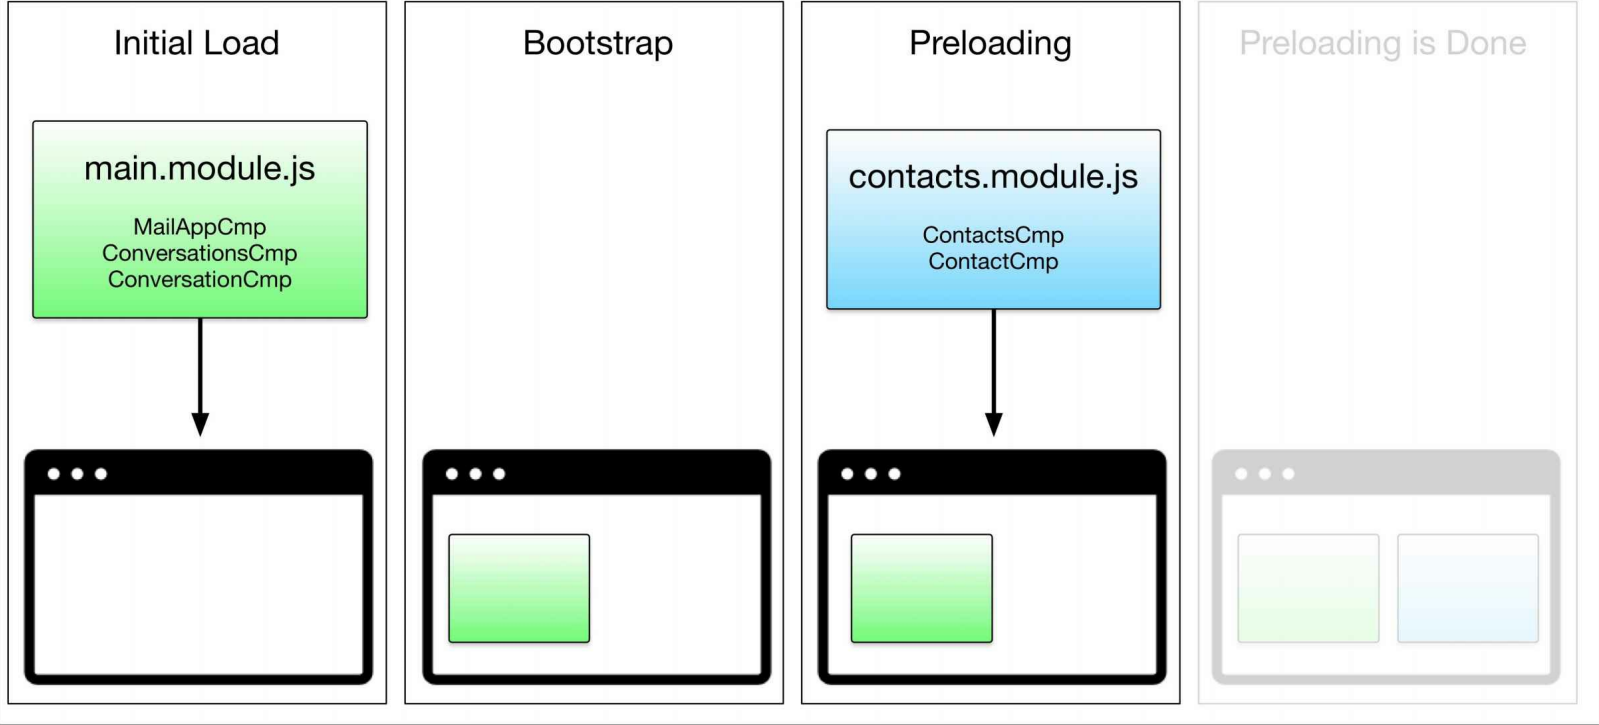 Initial Load
main.module.js
MailAppCmp
ConversationsCmp
ConversationCmp
Bootstrap
Preloading
contacts.module.js
ContactsCmp
ContactCmp
Preloading is Done